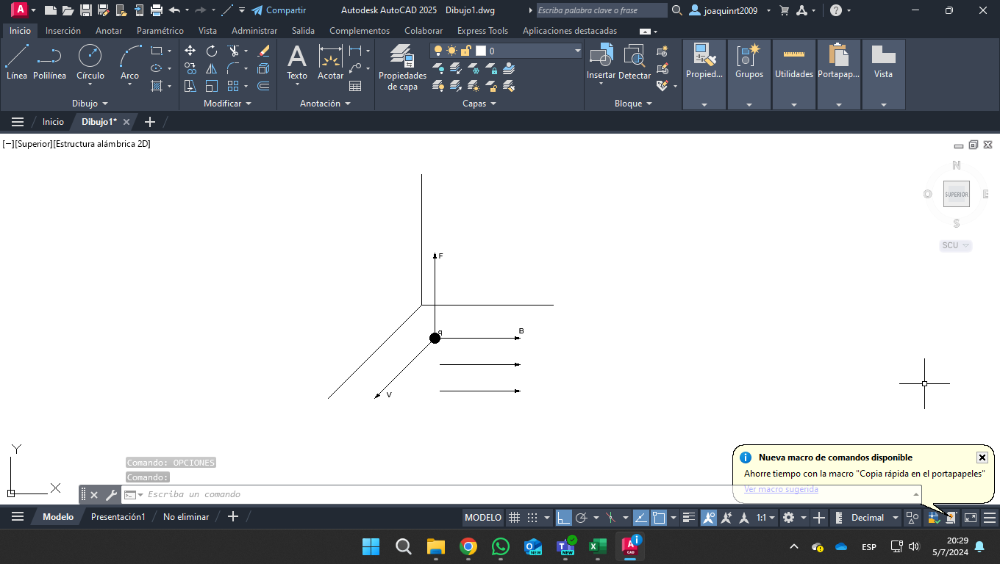 A Compartir Autodesk AutoCAD 2025 Dibujo1.dwg Escriba palabra clave o frase joaquinrt2009
Inicio Inserción Anotar Paramétrico Vista Administrar Salida Complementos Colaborar Express Tools Aplicaciones destacadas
0
Línea Polilínea Círculo Arco A Texto Acotar Propiedades de capa Insertar Detectar Propied... Grupos Utilidades Portapap... Vista
Dibujo Modificar Anotación Capas Bloque
Inicio Dibujo1* +
[−][Superior][Estructura alámbrica 2D]
N
O SUPERIOR E
S
SCU
F
B
q
V
Y
X
Comando: OPCIONES
Comando:
Escriba un comando
Nueva macro de comandos disponible
Ahorre tiempo con la macro "Copia rápida en el portapapeles"
Ver macro sugerida
Modelo Presentación1 No eliminar + MODELO 1:1 Decimal
NEW NEW A CAD ESP 20:29
5/7/2024